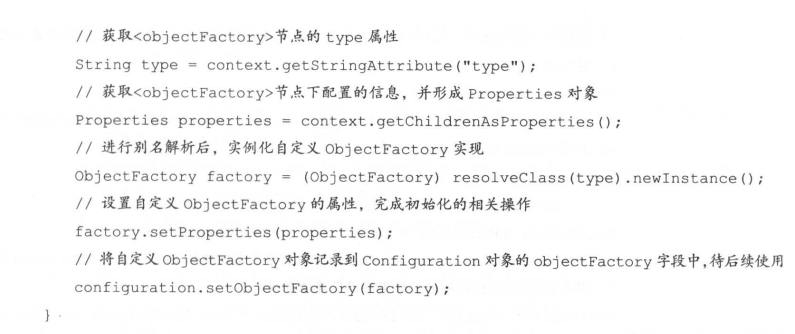 // 获取<objectFactory>节点的 type 属性
String type = context.getStringAttribute("type");
// 获取<objectFactory>节点下配置的信息，并形成 Properties 对象
Properties properties = context.getChildrenAsProperties();
// 进行别名解析后，实例化自定义 ObjectFactory 实现
ObjectFactory factory = (ObjectFactory) resolveClass(type).newInstance();
// 设置自定义 ObjectFactory 的属性，完成初始化的相关操作
factory.setProperties(properties);
// 将自定义 ObjectFactory 对象记录到 Configuration 对象的 objectFactory 字段中,待后续使用
configuration.setObjectFactory(factory);
}